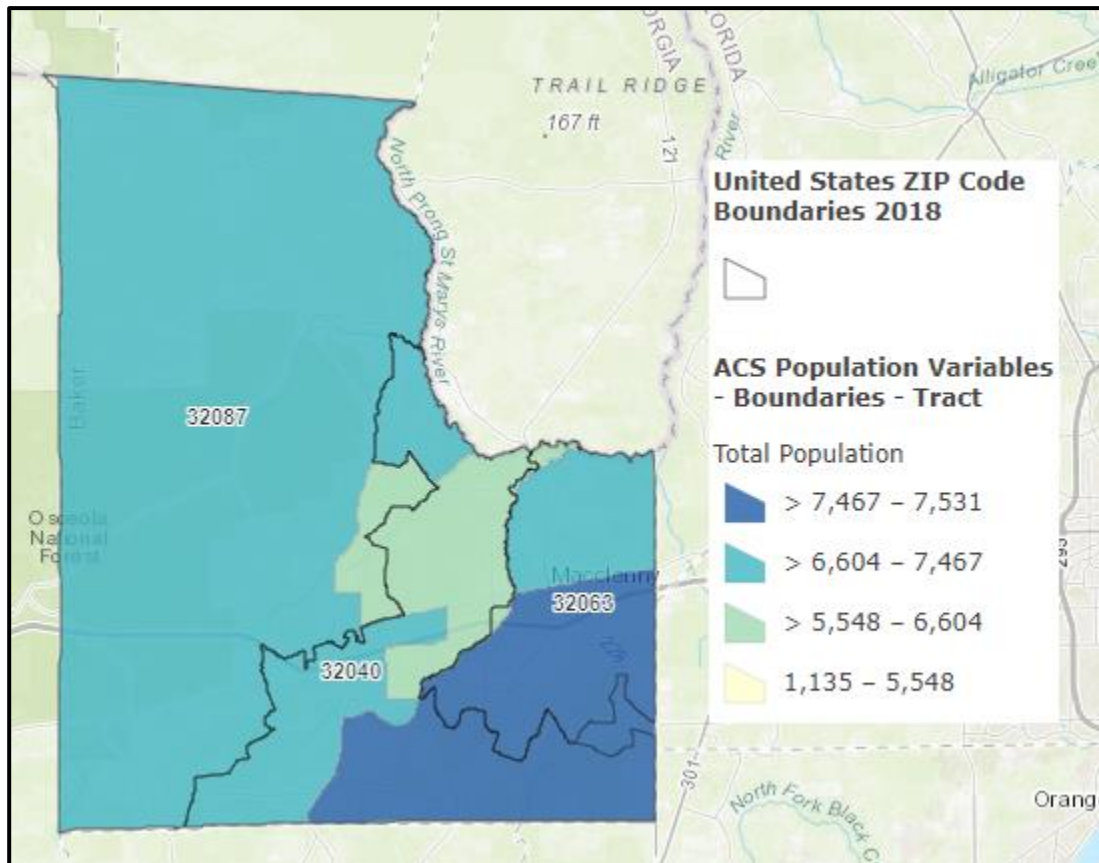 GEORGIA
FLORIDA
Alligator Creek
TRAIL RIDGE
167 ft
121
River
North Prong St Marys River
United States ZIP Code
Boundaries 2018
ACS Population Variables
- Boundaries - Tract
Total Population
> 7,467 – 7,531
> 6,604 – 7,467
> 5,548 – 6,604
1,135 – 5,548
Baker
32087
Osceola
National
Forest
Macclenny
32063
32040
301
North Fork Black C
Orang